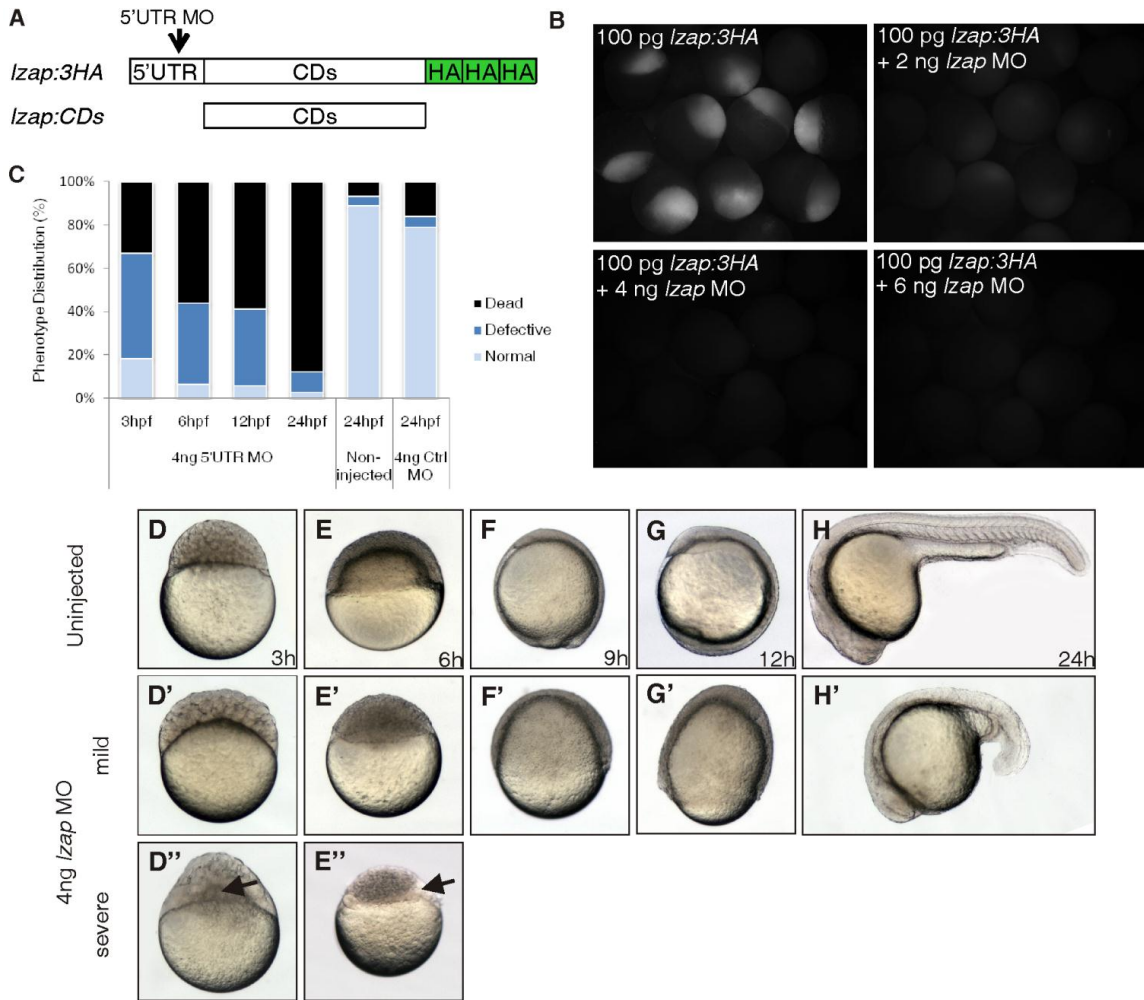 A
5'UTR MO
lzap:3HA
5'UTR
CDs
HA HA HA
lzap:CDs
CDs
B
100 pg lzap:3HA
100 pg lzap:3HA
+ 2 ng lzap MO
100 pg lzap:3HA
+ 4 ng lzap MO
100 pg lzap:3HA
+ 6 ng lzap MO
C
Phenotype Distribution (%)
100%
80%
60%
40%
20%
0%
Dead
Defective
Normal
3hpf 6hpf 12hpf 24hpf 24hpf 24hpf
4ng 5'UTR MO
Non-
injected
4ng Ctrl
MO
Uninjected
D
3h
E
6h
F
9h
G
12h
H
24h
4ng lzap MO
mild
D'
E'
F'
G'
H'
severe
D''
E''